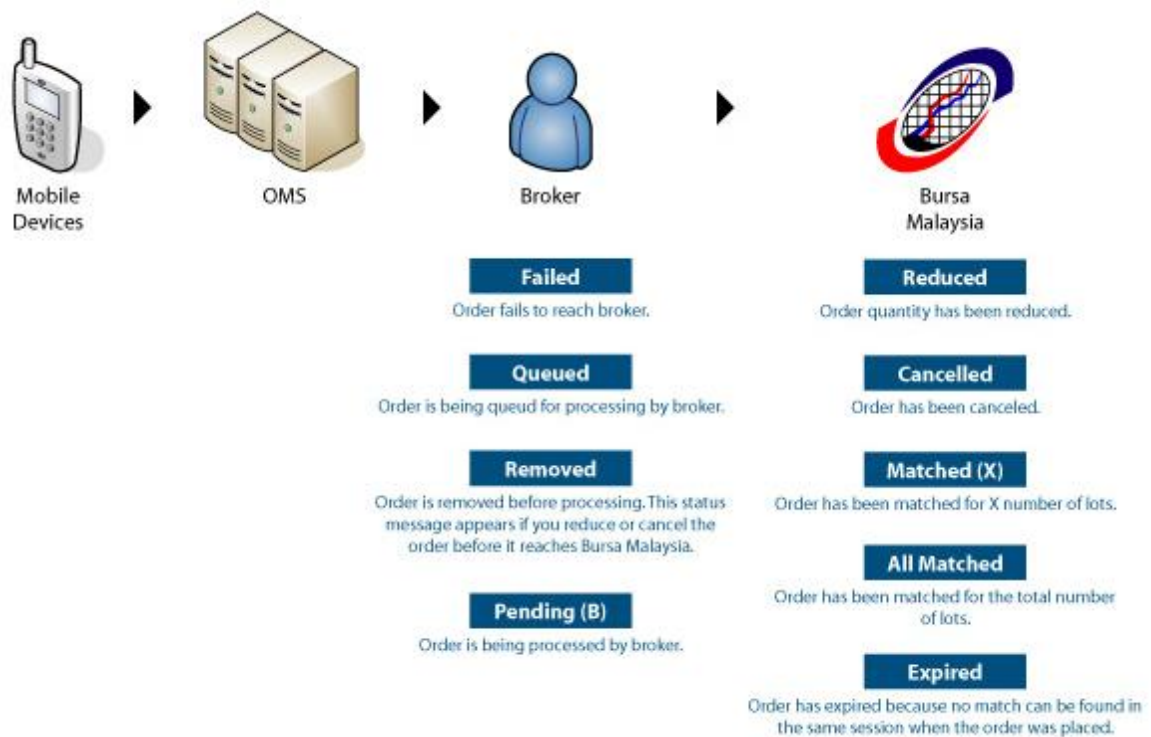 Mobile
Devices
OMS
Broker
Bursa
Malaysia
Failed
Order fails to reach broker.
Queued
Order is being queud for processing by broker.
Removed
Order is removed before processing. This status
message appears if you reduce or cancel the
order before it reaches Bursa Malaysia.
Pending (B)
Order is being processed by broker.
Reduced
Order quantity has been reduced.
Cancelled
Order has been canceled.
Matched (X)
Order has been matched for X number of lots.
All Matched
Order has been matched for the total number
of lots.
Expired
Order has expired because no match can be found in
the same session when the order was placed.